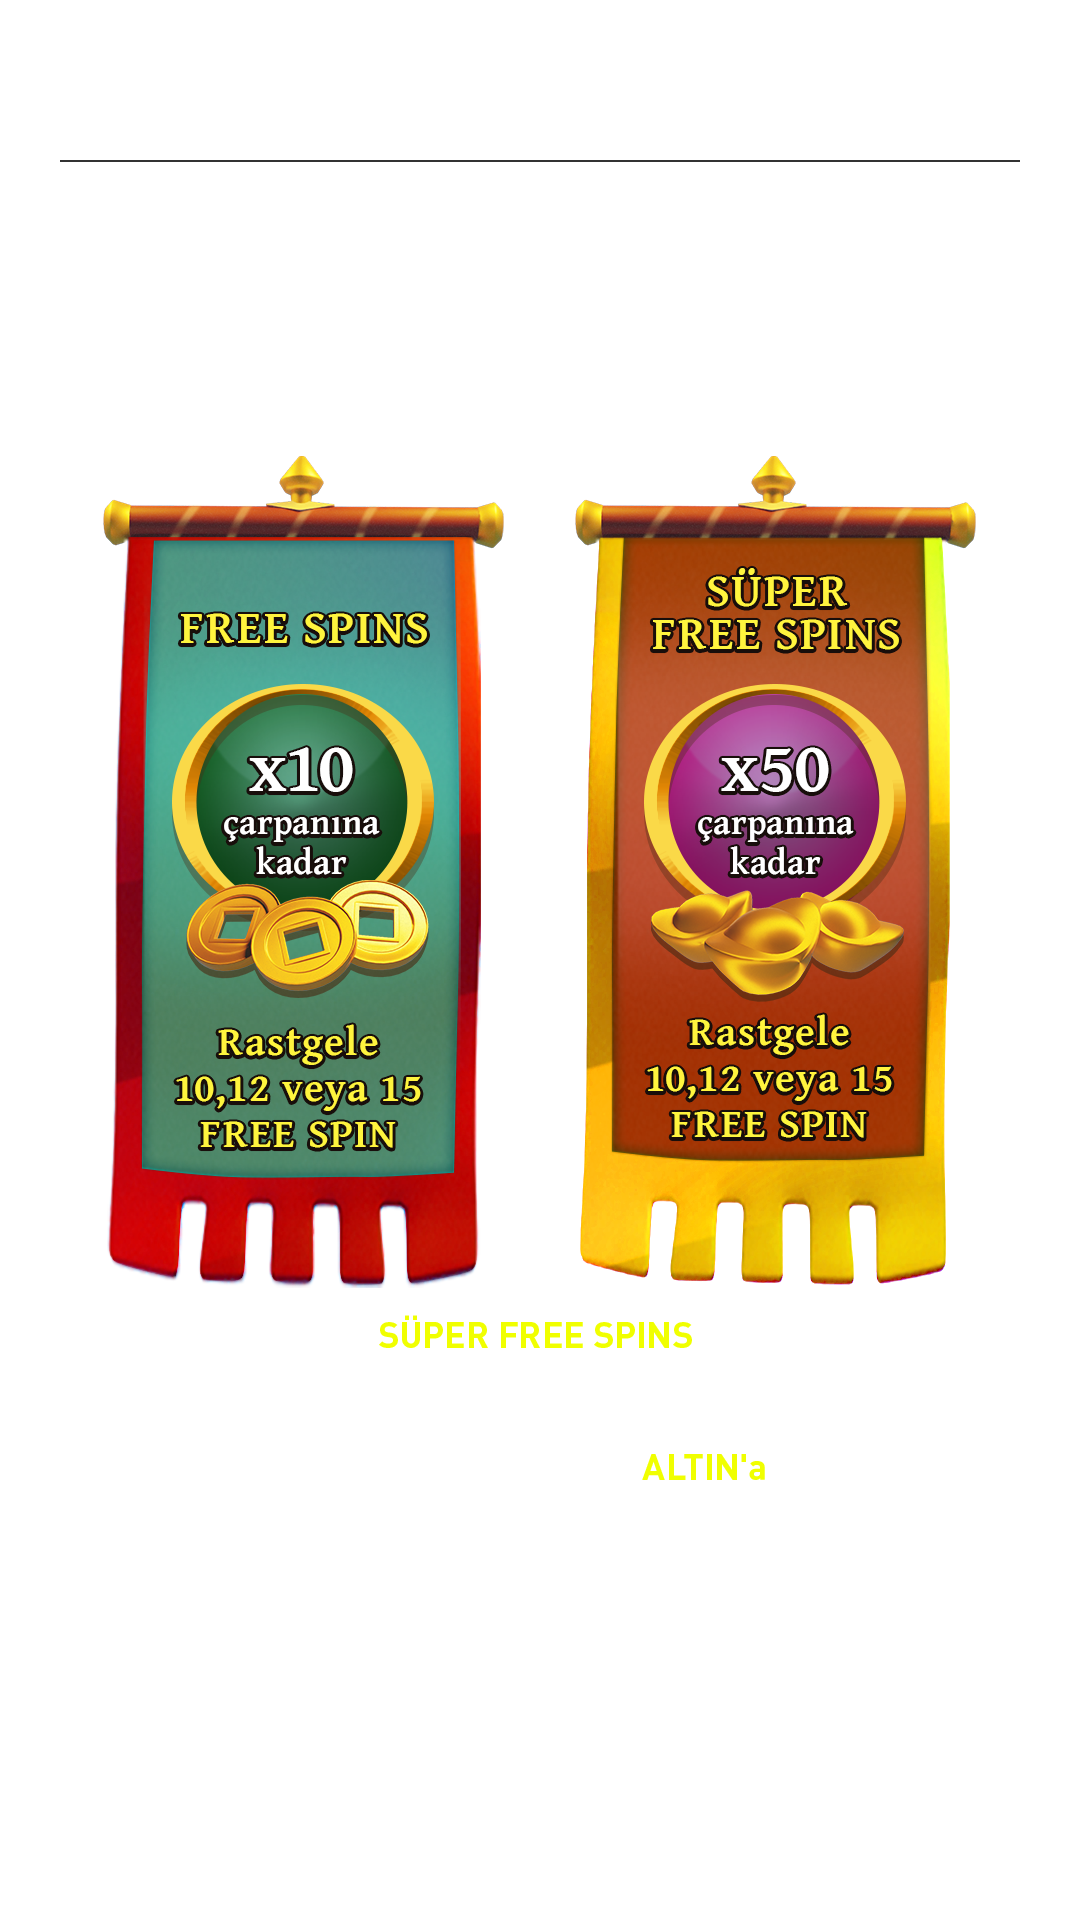 FREE SPINS
x10
çarpanına
kadar
Rastgele
10,12 veya 15
FREE SPIN
SÜPER
FREE SPINS
x50
çarpanına
kadar
Rastgele
10,12 veya 15
FREE SPIN
SÜPER FREE SPINS
ALTIN'a